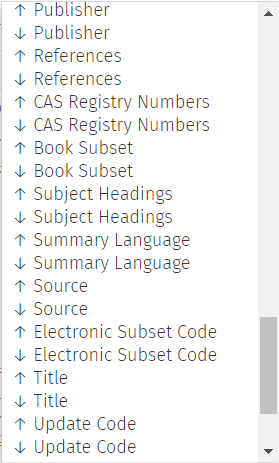 ↑ Publisher
↓ Publisher
↑ References
↓ References
↑ CAS Registry Numbers
↓ CAS Registry Numbers
↑ Book Subset
↓ Book Subset
↑ Subject Headings
↓ Subject Headings
↑ Summary Language
↓ Summary Language
↑ Source
↓ Source
↑ Electronic Subset Code
↓ Electronic Subset Code
↑ Title
↓ Title
↑ Update Code
↓ Update Code